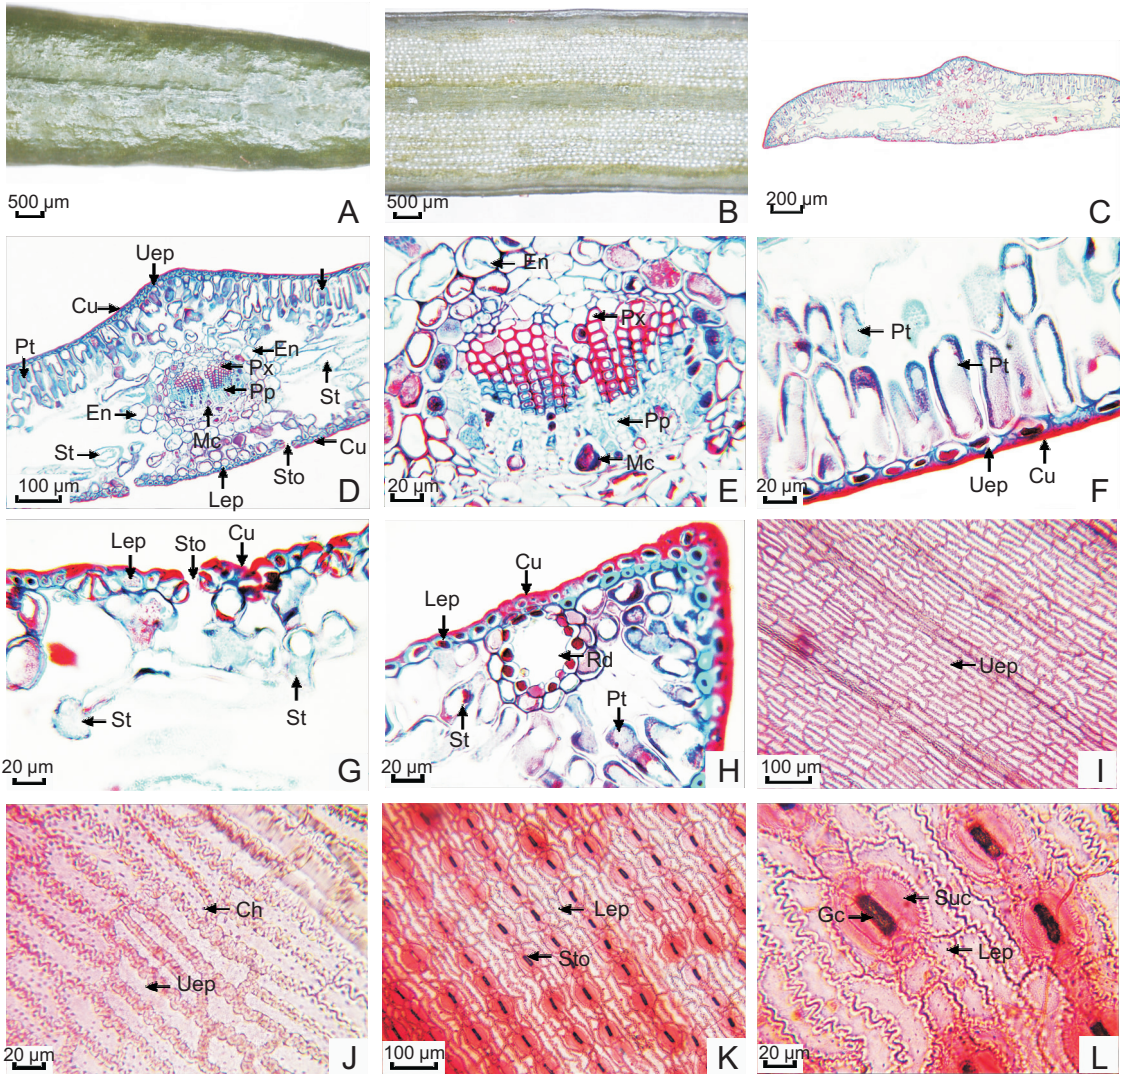 500 µm
A
500 µm
B
200 µm
C
Uep
Cu
Pt
En
Px
Pp
St
En
Mc
St
Cu
Sto
Lep
100 µm
D
En
Px
Pp
Mc
20 µm
E
Pt
Pt
Uep
Cu
20 µm
F
Lep
Sto
Cu
St
St
20 µm
G
Cu
Lep
Rd
Pt
St
20 µm
H
Uep
100 µm
I
Ch
Uep
20 µm
J
Lep
Sto
100 µm
K
Suc
Gc
Lep
20 µm
L